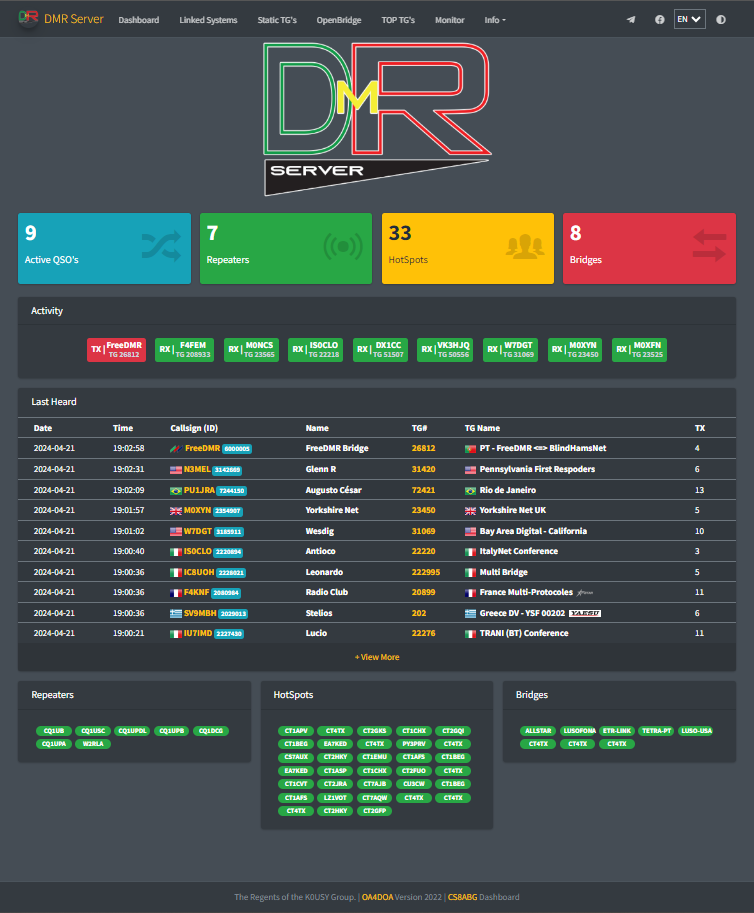 DMR Server Dashboard Linked Systems Static TG's OpenBridge TOP TG's Monitor Info EN
DMR
SERVER
9 7 33 8
Active QSO's Repeaters HotSpots Bridges
Activity
TX | FreeDMR TG 26812 RX | F4FEM TG 208933 RX | M0NCS TG 23565 RX | IS0CLO TG 22218 RX | DX1CC TG 51507 RX | VK3HJQ TG 50556 RX | W7DGT TG 31069 RX | M0XYN TG 23450 RX | M0XFN TG 23525
Last Heard
Date Time Callsign (ID) Name TG# TG Name TX
2024-04-21 19:02:58 FreeDMR 6000005 FreeDMR Bridge 26812 PT - FreeDMR <=> BlindHamsNet 4
2024-04-21 19:02:31 N3MEL 3142669 Glenn R 31420 Pennsylvania First Respoders 6
2024-04-21 19:02:09 PU1JRA 7244150 Augusto César 72421 Rio de Janeiro 13
2024-04-21 19:01:57 M0XYN 2354907 Yorkshire Net 23450 Yorkshire Net UK 5
2024-04-21 19:01:02 W7DGT 3185911 Wesdig 31069 Bay Area Digital - California 10
2024-04-21 19:00:40 IS0CLO 2220894 Antioco 22220 ItalyNet Conference 3
2024-04-21 19:00:36 IC8UOH 2228021 Leonardo 222995 Multi Bridge 5
2024-04-21 19:00:36 F4KNF 2080984 Radio Club 20899 France Multi-Protocoles 11
2024-04-21 19:00:36 SV9MBH 2029013 Stelios 202 Greece DV - YSF 00202 YAESU 6
2024-04-21 19:00:21 IU7IMD 2227430 Lucio 22276 TRANI (BT) Conference 11
+ View More
Repeaters
CQ1UB CQ1USC CQ1UPDL CQ1UPB CQ1DCG
CQ1UPA W2RLA
HotSpots
CT1APV CT4TX CT2GKS CT1CHX CT2GQI
CT1BEG EA7KED CT4TX PY3PRV CT4TX
CS7AUX CT2HKY CT1EMU CT1AFS CT1BEG
EA7KED CT1ASP CT1CHX CT2FUO CT4TX
CT1CVT CT2JRA CT7AJB CU3CW CT1BEG
CT1AFS LZ1VOT CT7AQW CT4TX CT4TX
CT4TX CT2HKY CT2GFP
Bridges
ALLSTAR LUSOFONA ETR-LINK TETRA-PT LUSO-USA
CT4TX CT4TX CT4TX
The Regents of the K0USY Group. | OA4DOA Version 2022 | CS8ABG Dashboard